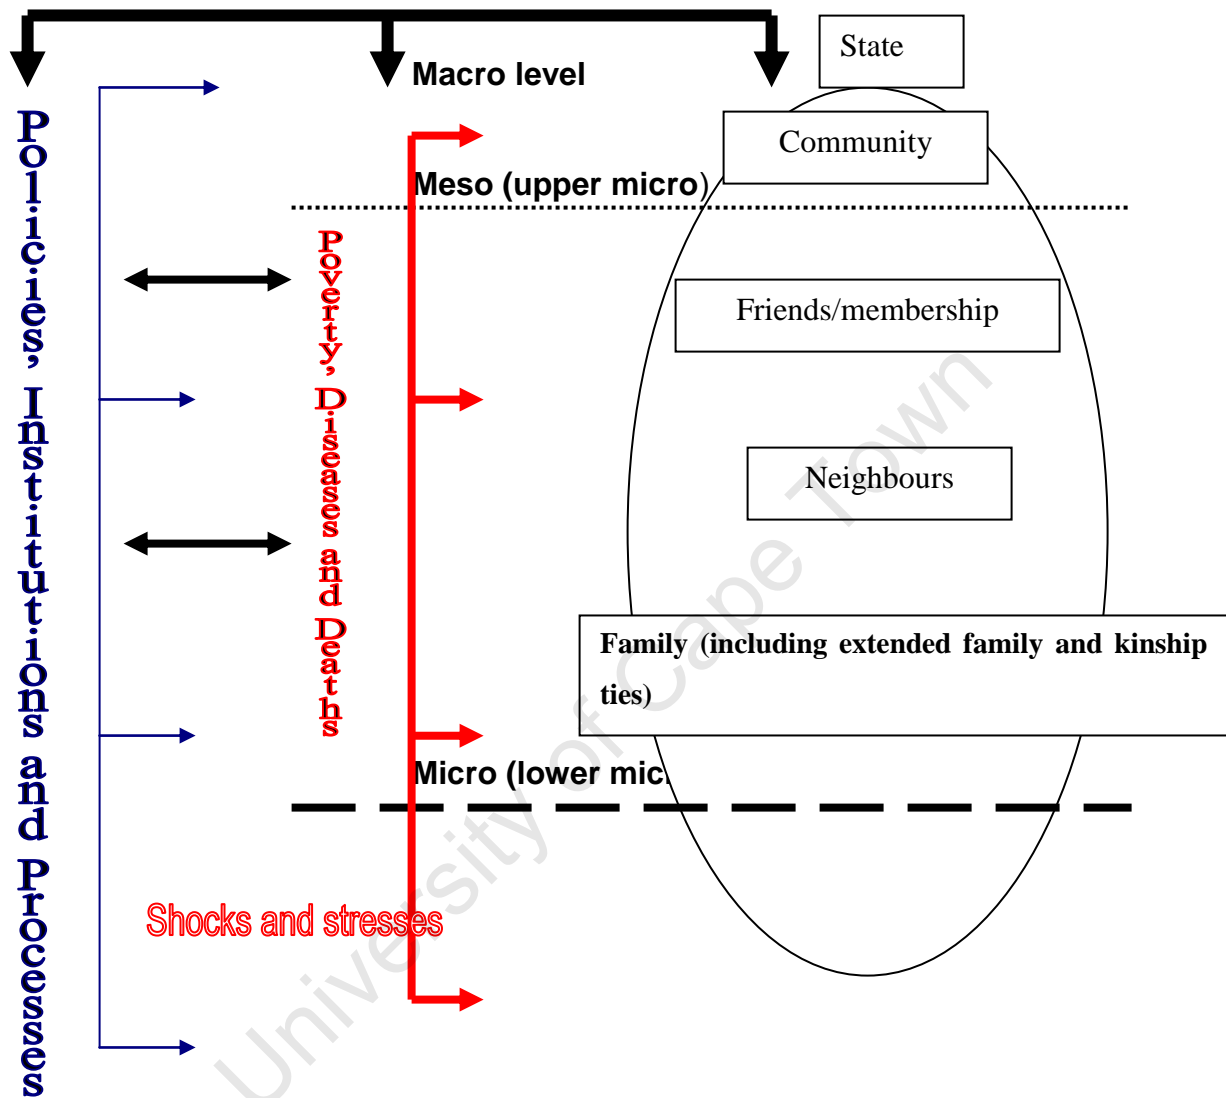 State
Macro level
Community
Meso (upper micro)
Policies, Institutions and Processes
Poverty, Diseases and Deaths
Friends/membership
Neighbours
Family (including extended family and kinship
ties)
Micro (lower
Shocks and stresses
University of Cape Town